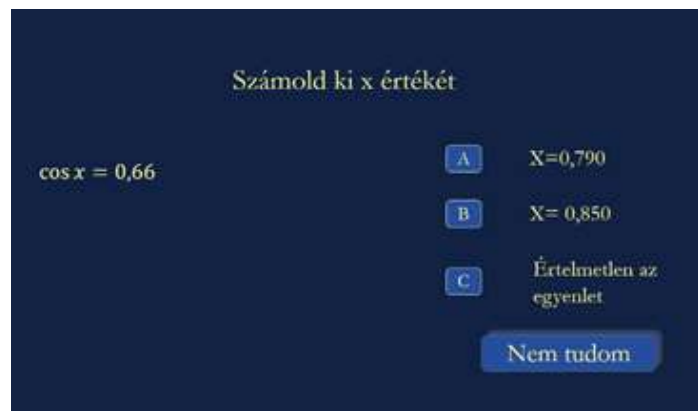 Számold ki x értékét
cos x = 0,66
A X=0,790
B X= 0,850
C Értelmetlen az
egyenlet
Nem tudom